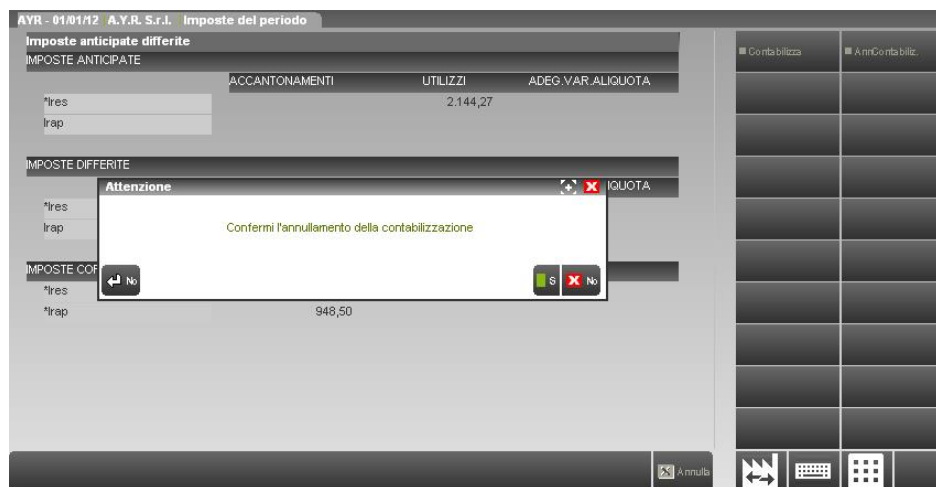 AYR - 01/01/12 A.Y.R. S.r.l. Imposte del periodo
Imposte anticipate differite
IMPOSTE ANTICIPATE
ACCANTONAMENTI UTILIZZI ADEG.VAR.ALIQUOTA
*Ires 2.144,27
Irap
IMPOSTE DIFFERITE
IQUOTA
*Ires
Irap
Attenzione
Confermi l'annullamento della contabilizzazione
No S No
IMPOSTE COR
*Ires
*Irap 948,50
Contabilizza AnnContabiliz.
Annulla